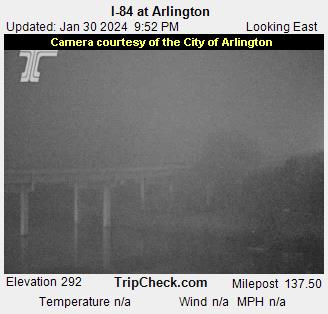 I-84 at Arlington
Updated: Jan 30 2024 9:52 PM Looking East
Camera courtesy of the City of Arlington
Elevation 292 TripCheck.com Milepost 137.50
Temperature n/a Wind n/a MPH n/a